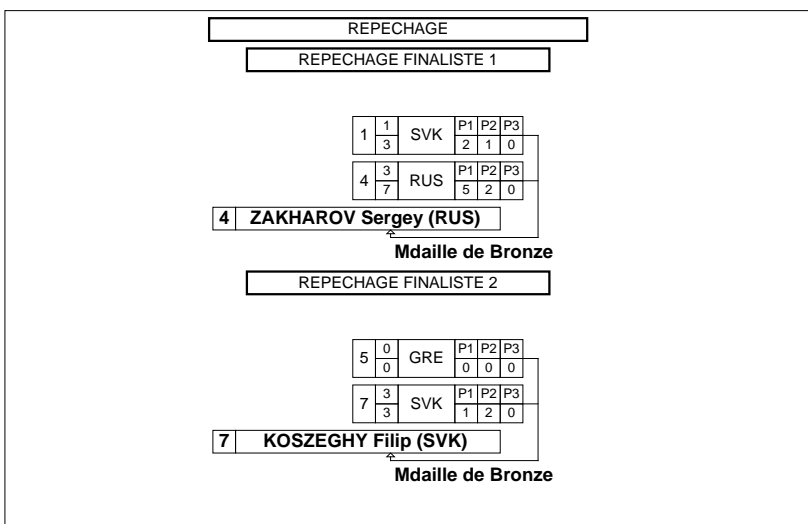 REPECHAGE
REPECHAGE FINALISTE 1
1 1 SVK P1 P2 P3
3 2 1 0
4 3 RUS P1 P2 P3
7 5 2 0
4 ZAKHAROV Sergey (RUS)
Mdaille de Bronze
REPECHAGE FINALISTE 2
5 0 GRE P1 P2 P3
0 0 0 0
7 3 SVK P1 P2 P3
3 1 2 0
7 KOSZEGHY Filip (SVK)
Mdaille de Bronze